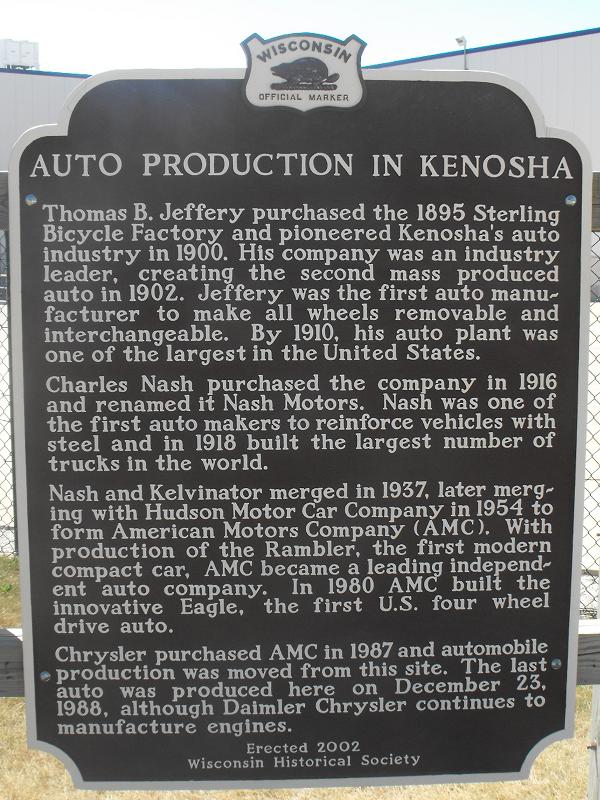 WISCONSIN
OFFICIAL MARKER
AUTO PRODUCTION IN KENOSHA
Thomas B. Jeffery purchased the 1895 Sterling
Bicycle Factory and pioneered Kenosha's auto
industry in 1900. His company was an industry
leader, creating the second mass produced
auto in 1902. Jeffery was the first auto manu-
facturer to make all wheels removable and
interchangeable. By 1910, his auto plant was
one of the largest in the United States.
Charles Nash purchased the company in 1916
and renamed it Nash Motors. Nash was one of
the first auto makers to reinforce vehicles with
steel and in 1918 built the largest number of
trucks in the world.
Nash and Kelvinator merged in 1937, later merg-
ing with Hudson Motor Car Company in 1954 to
form American Motors Company (AMC). With
production of the Rambler, the first modern
compact car, AMC became a leading independ-
ent auto company. In 1980 AMC built the
innovative Eagle, the first U.S. four wheel
drive auto.
Chrysler purchased AMC in 1987 and automobile
production was moved from this site. The last
auto was produced here on December 23,
1988, although Daimler Chrysler continues to
manufacture engines.
Erected 2002
Wisconsin Historical Society